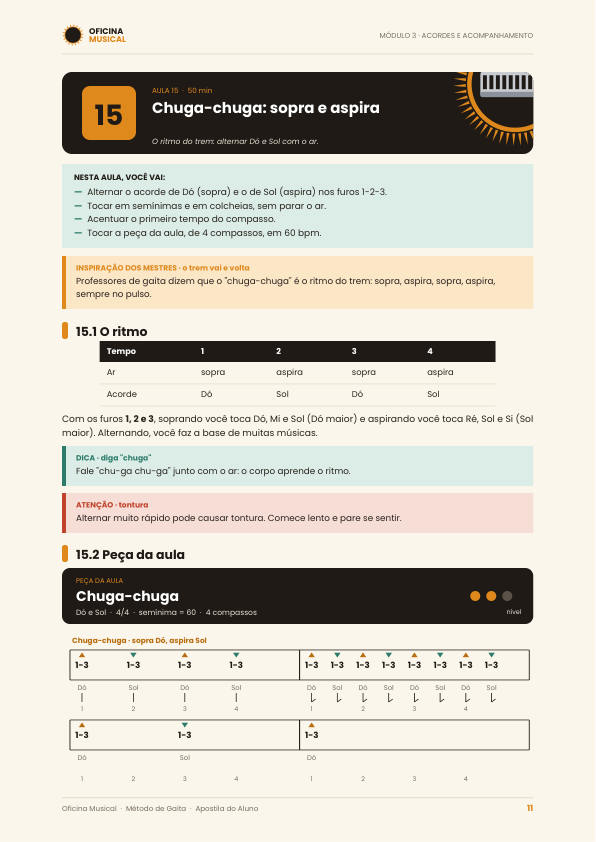 OFICINA
MUSICAL
MÓDULO 3 · ACORDES E ACOMPANHAMENTO
15
AULA 15 · 50 min
Chuga-chuga: sopra e aspira
O ritmo do trem: alternar Dó e Sol com o ar.
NESTA AULA, VOCÊ VAI:
— Alternar o acorde de Dó (sopra) e o de Sol (aspira) nos furos 1-2-3.
— Tocar em semínimas e em colcheias, sem parar o ar.
— Acentuar o primeiro tempo do compasso.
— Tocar a peça da aula, de 4 compassos, em 60 bpm.
INSPIRAÇÃO DOS MESTRES · o trem vai e volta
Professores de gaita dizem que o "chuga-chuga" é o ritmo do trem: sopra, aspira, sopra, aspira,
sempre no pulso.
15.1 O ritmo
Tempo 1 2 3 4
Ar sopra aspira sopra aspira
Acorde Dó Sol Dó Sol
Com os furos 1, 2 e 3, soprando você toca Dó, Mi e Sol (Dó maior) e aspirando você toca Ré, Sol e Si (Sol
maior). Alternando, você faz a base de muitas músicas.
DICA · diga "chuga"
Fale "chu-ga chu-ga" junto com o ar: o corpo aprende o ritmo.
ATENÇÃO · tontura
Alternar muito rápido pode causar tontura. Comece lento e pare se sentir.
15.2 Peça da aula
PEÇA DA AULA
Chuga-chuga
Dó e Sol · 4/4 · semínima = 60 · 4 compassos
nível
Chuga-chuga · sopra Dó, aspira Sol
1-3 1-3 1-3 1-3 1-3 1-3 1-3 1-3 1-3 1-3 1-3 1-3
Dó Sol Dó Sol Dó Sol Dó Sol Dó Sol Dó Sol
1 2 3 4 1 2 3 4
1-3 1-3 1-3
Dó Sol Dó
1 2 3 4 1 2 3 4
Oficina Musical · Método de Gaita · Apostila do Aluno
11